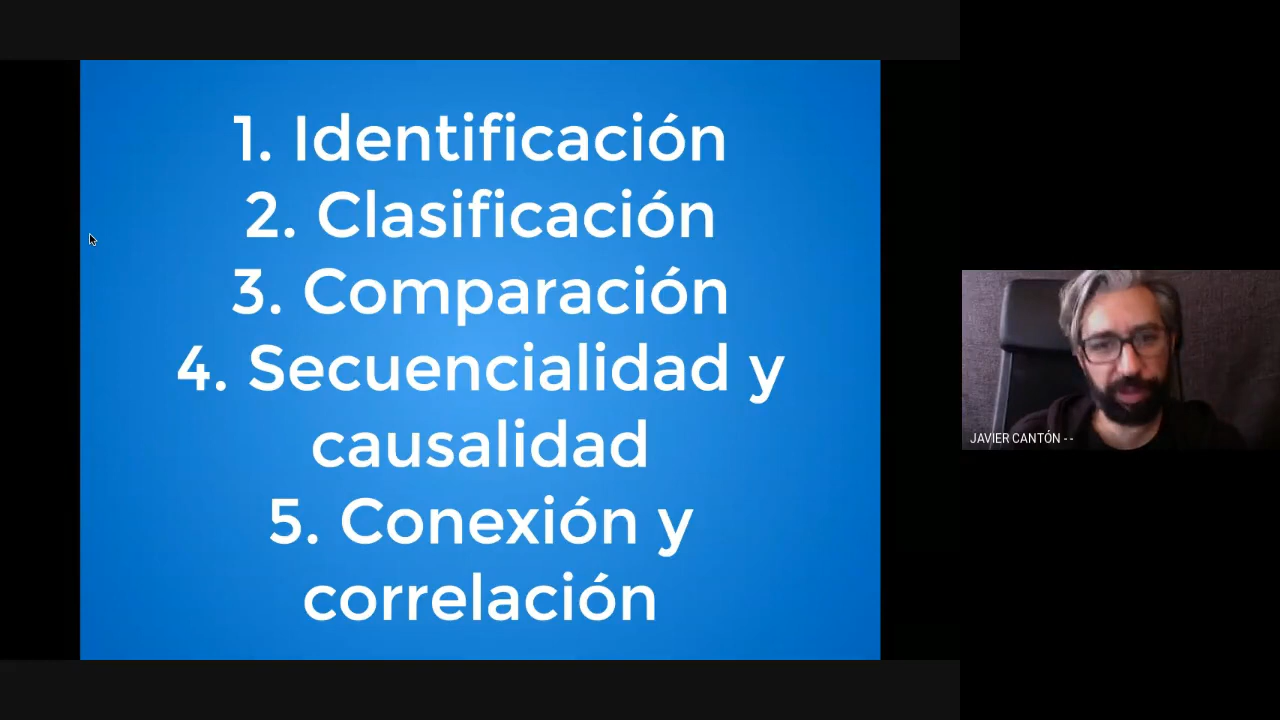 1. Identificación
2. Clasificación
3. Comparación
4. Secuencialidad y
causalidad
5. Conexión y
correlación
JAVIER CANTÓN - -